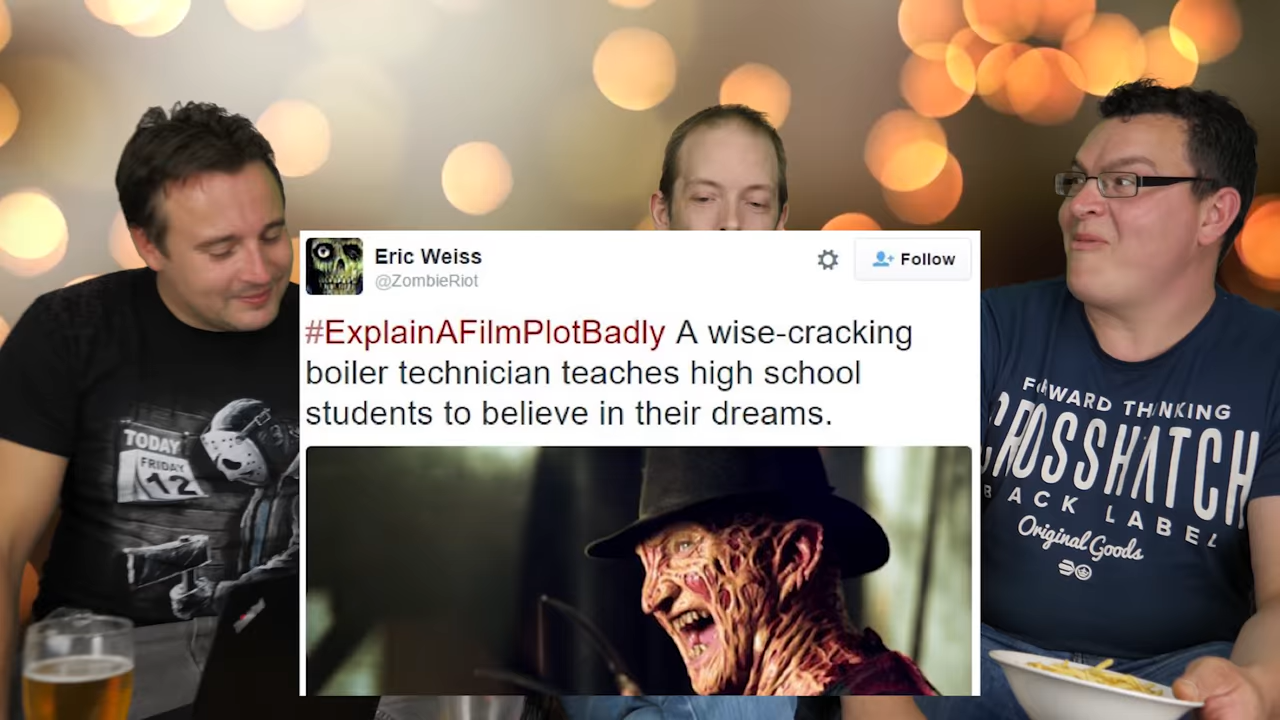 Eric Weiss
@ZombieRiot
Follow
#ExplainAFilmPlotBadly A wise-cracking
boiler technician teaches high school
students to believe in their dreams.
TODAY
FRIDAY
12
FORWARD THINKING
CROSSHATCH
BLACK LABEL
Original Goods